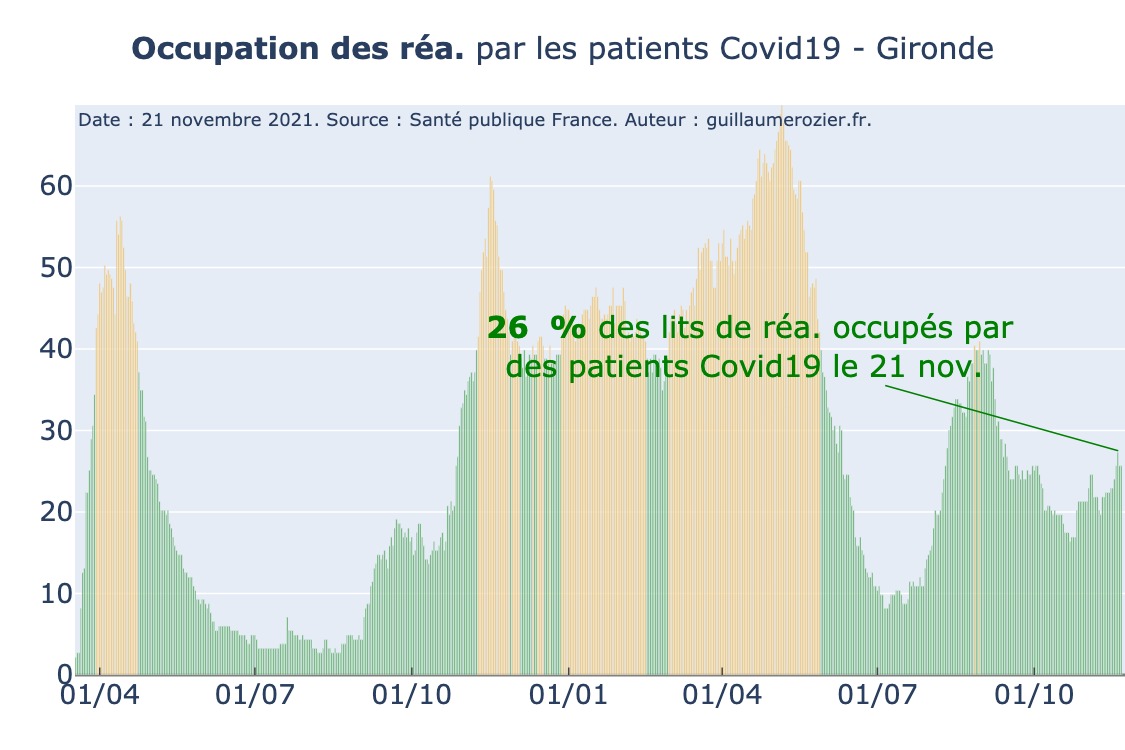 Occupation des réa. par les patients Covid19 - Gironde
Date : 21 novembre 2021. Source : Santé publique France. Auteur : guillaumerozier.fr.
60
50
26 % des lits de réa. occupés par
40
des patients Covid19 le 21 nov.
30
20
10
0
01/04 01/07 01/10 01/01 01/04 01/07 01/10